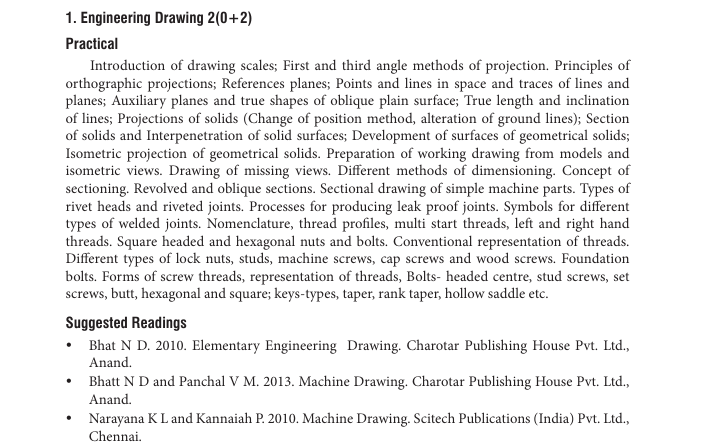 1. Engineering Drawing 2(0+2)
Practical
Introduction of drawing scales; First and third angle methods of projection. Principles of
orthographic projections; References planes; Points and lines in space and traces of lines and
planes; Auxiliary planes and true shapes of oblique plain surface; True length and inclination
of lines; Projections of solids (Change of position method, alteration of ground lines); Section
of solids and Interpenetration of solid surfaces; Development of surfaces of geometrical solids;
Isometric projection of geometrical solids. Preparation of working drawing from models and
isometric views. Drawing of missing views. Different methods of dimensioning. Concept of
sectioning. Revolved and oblique sections. Sectional drawing of simple machine parts. Types of
rivet heads and riveted joints. Processes for producing leak proof joints. Symbols for different
types of welded joints. Nomenclature, thread profiles, multi start threads, left and right hand
threads. Square headed and hexagonal nuts and bolts. Conventional representation of threads.
Different types of lock nuts, studs, machine screws, cap screws and wood screws. Foundation
bolts. Forms of screw threads, representation of threads, Bolts- headed centre, stud screws, set
screws, butt, hexagonal and square; keys-types, taper, rank taper, hollow saddle etc.
Suggested Readings
• Bhat N D. 2010. Elementary Engineering Drawing. Charotar Publishing House Pvt. Ltd.,
Anand.
• Bhatt N D and Panchal V M. 2013. Machine Drawing. Charotar Publishing House Pvt. Ltd.,
Anand.
• Narayana K L and Kannaiah P. 2010. Machine Drawing. Scitech Publications (India) Pvt. Ltd.,
Chennai.